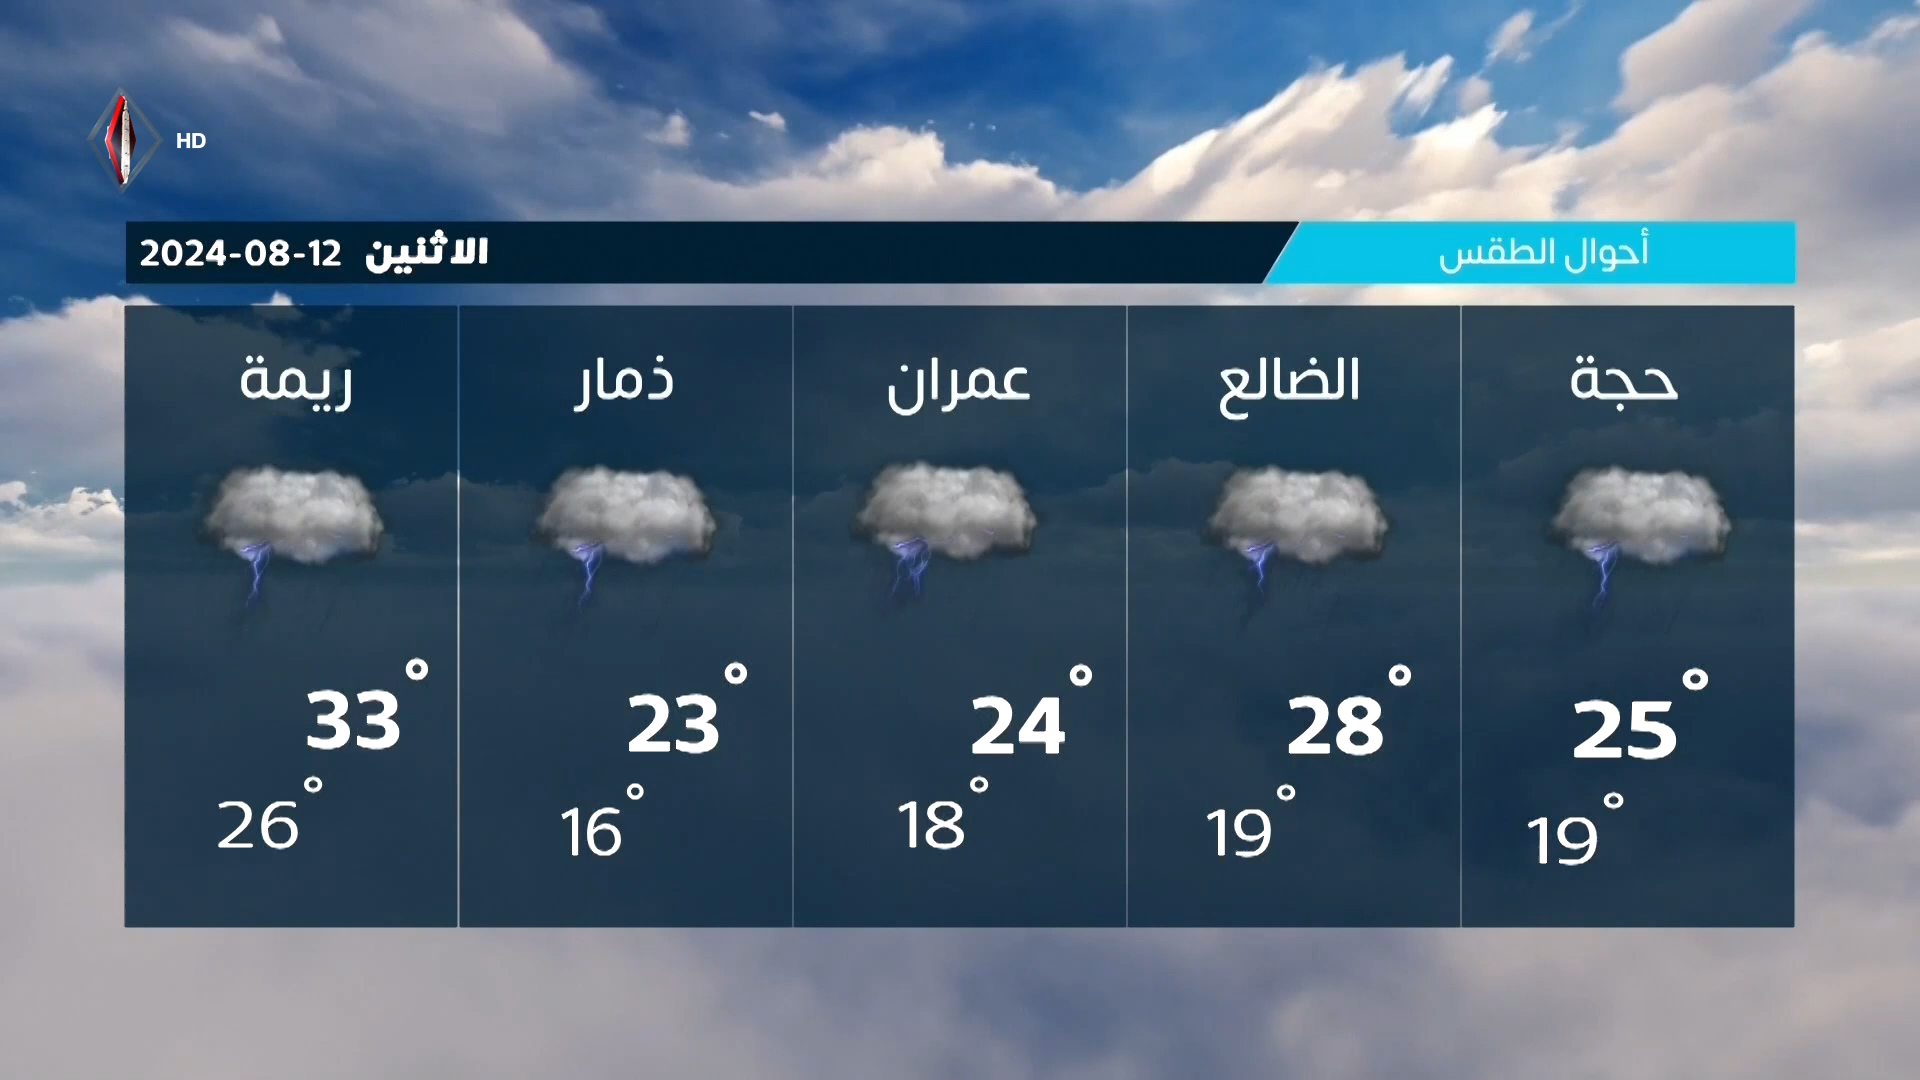 HD
أحوال الطقس
الاثنين 2024-08-12
حجة
الضالع
عمران
ذمار
ريمة
25°
28°
24°
23°
33°
19°
19°
18°
16°
26°